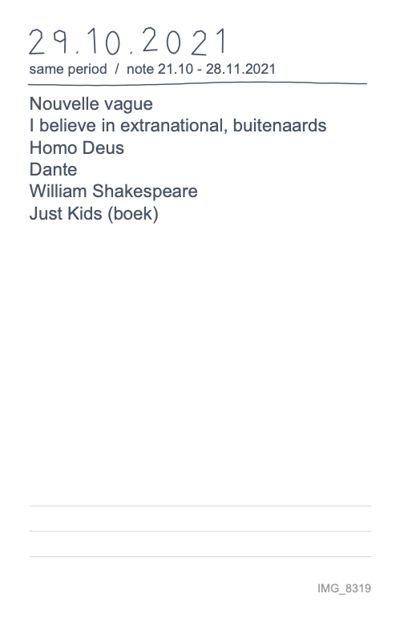 29.10.2021
same period / note 21.10 - 28.11.2021
Nouvelle vague
I believe in extranational, buitenaards
Homo Deus
Dante
William Shakespeare
Just Kids (boek)
IMG_8319